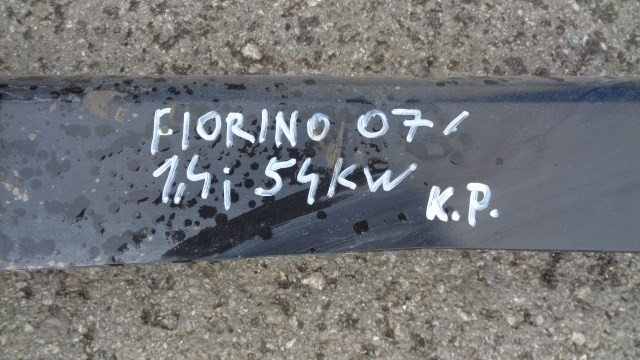 FIORINO 07/
1,4i 54KW
K.P.